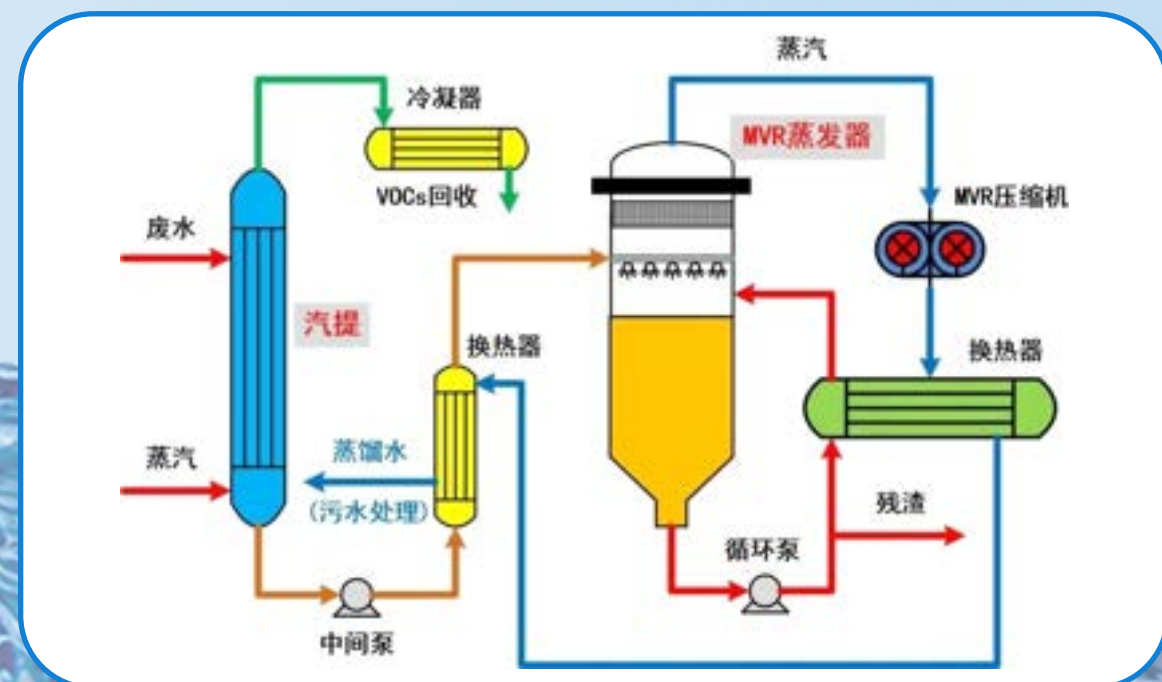 蒸汽
冷凝器
MVR蒸发器
VOCs回收
MVR压缩机
废水
汽提
换热器
换热器
蒸馏水
蒸汽
(污水处理)
残渣
循环泵
中间泵